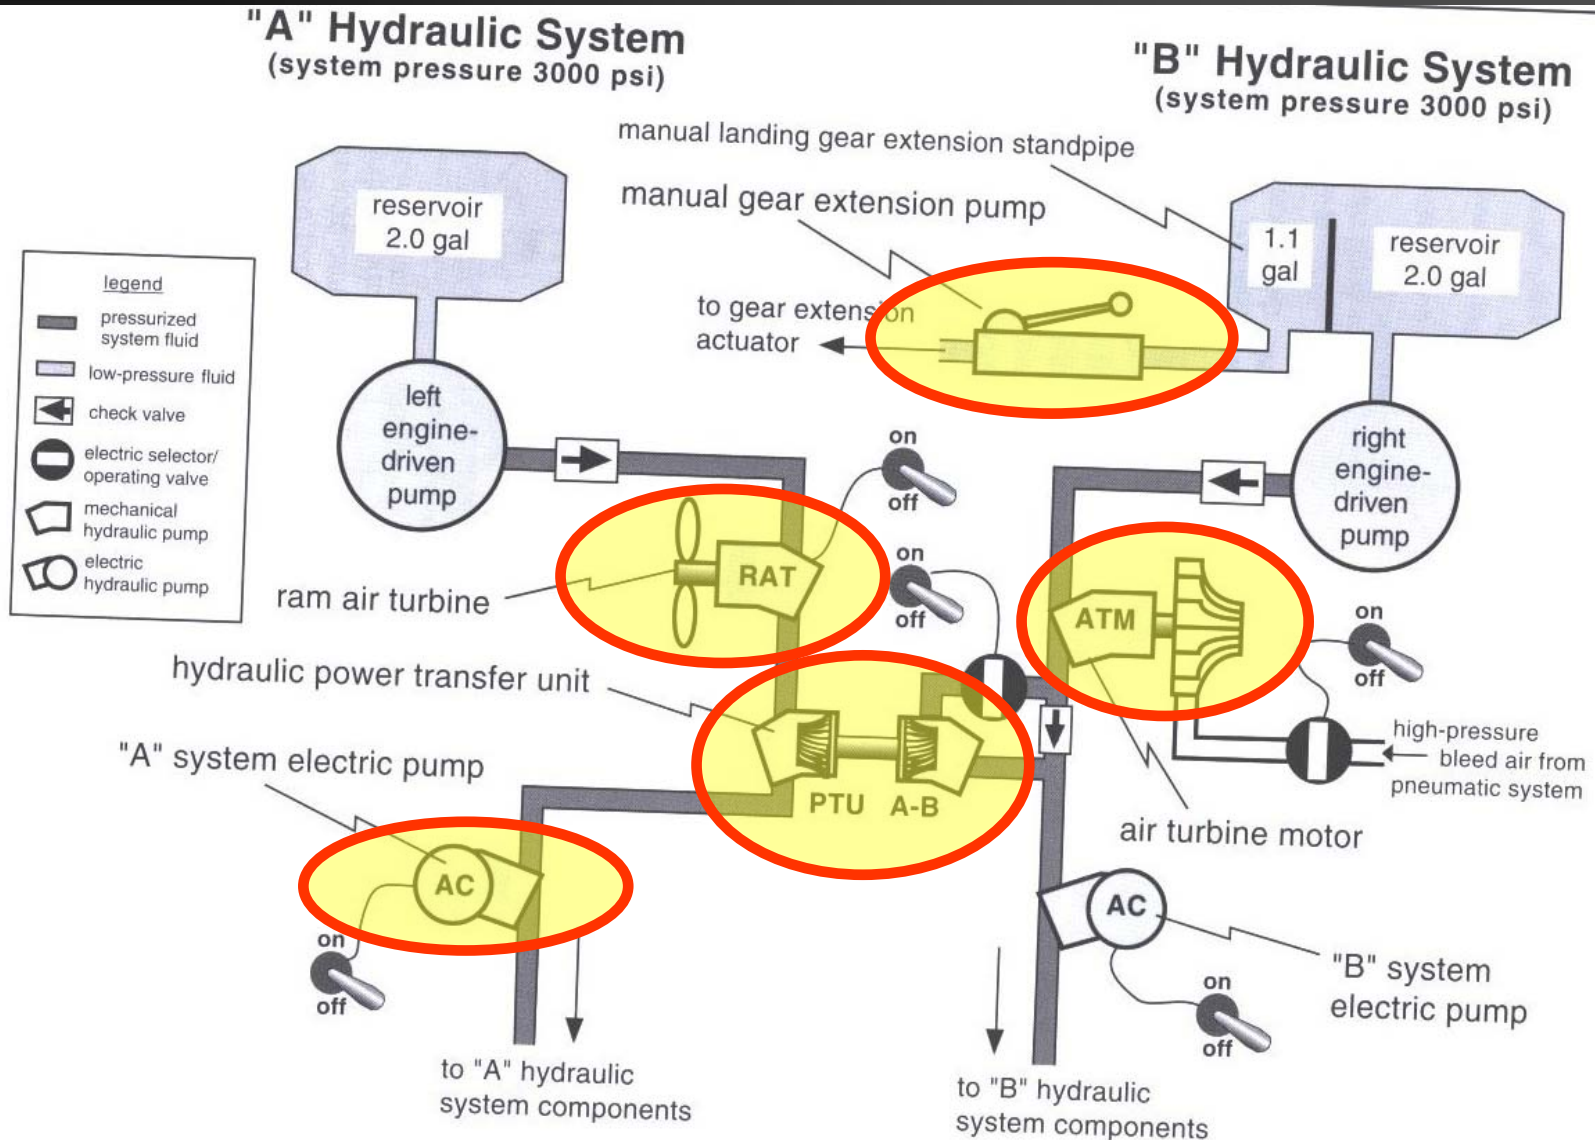 "A" Hydraulic System
(system pressure 3000 psi)
"B" Hydraulic System
(system pressure 3000 psi)
manual landing gear extension standpipe
manual gear extension pump
reservoir
2.0 gal
1.1
gal
reservoir
2.0 gal
legend
pressurized
system fluid
low-pressure fluid
check valve
electric selector/
operating valve
mechanical
hydraulic pump
electric
hydraulic pump
to gear extension
actuator
left
engine-
driven
pump
right
engine-
driven
pump
on
off
RAT
ram air turbine
on
off
ATM
on
off
hydraulic power transfer unit
high-pressure
bleed air from
pneumatic system
"A" system electric pump
PTU A-B
air turbine motor
AC
on
off
AC
"B" system
electric pump
on
off
to "A" hydraulic
system components
to "B" hydraulic
system components